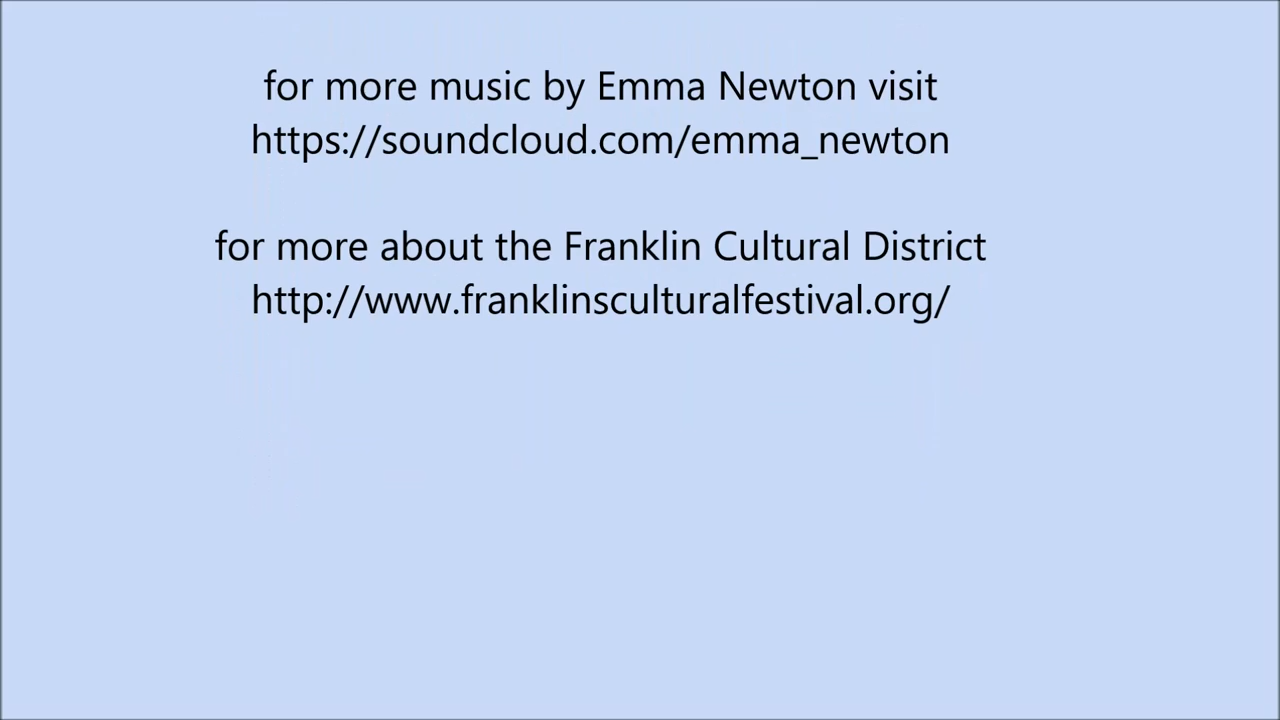 for more music by Emma Newton visit
https://soundcloud.com/emma_newton
for more about the Franklin Cultural District
http://www.franklinsculturalfestival.org/